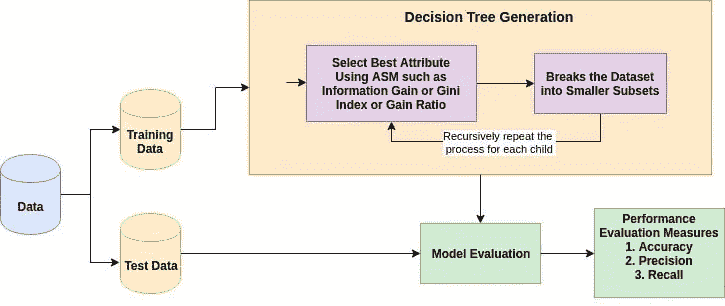 Decision Tree Generation
Select Best Attribute
Using ASM such as
Information Gain or Gini
Index or Gain Ratio
Breaks the Dataset
into Smaller Subsets
Recursively repeat the
process for each child
Training
Data
Data
Test Data
Model Evaluation
Performance
Evaluation Measures
1. Accuracy
2. Precision
3. Recall